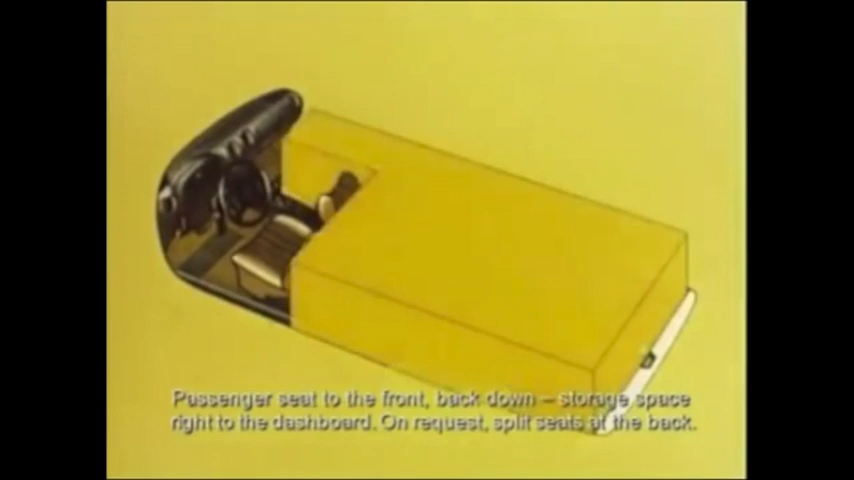 Passenger seat to the front, back down – storage space
right to the dashboard. On request, split seats at the back.